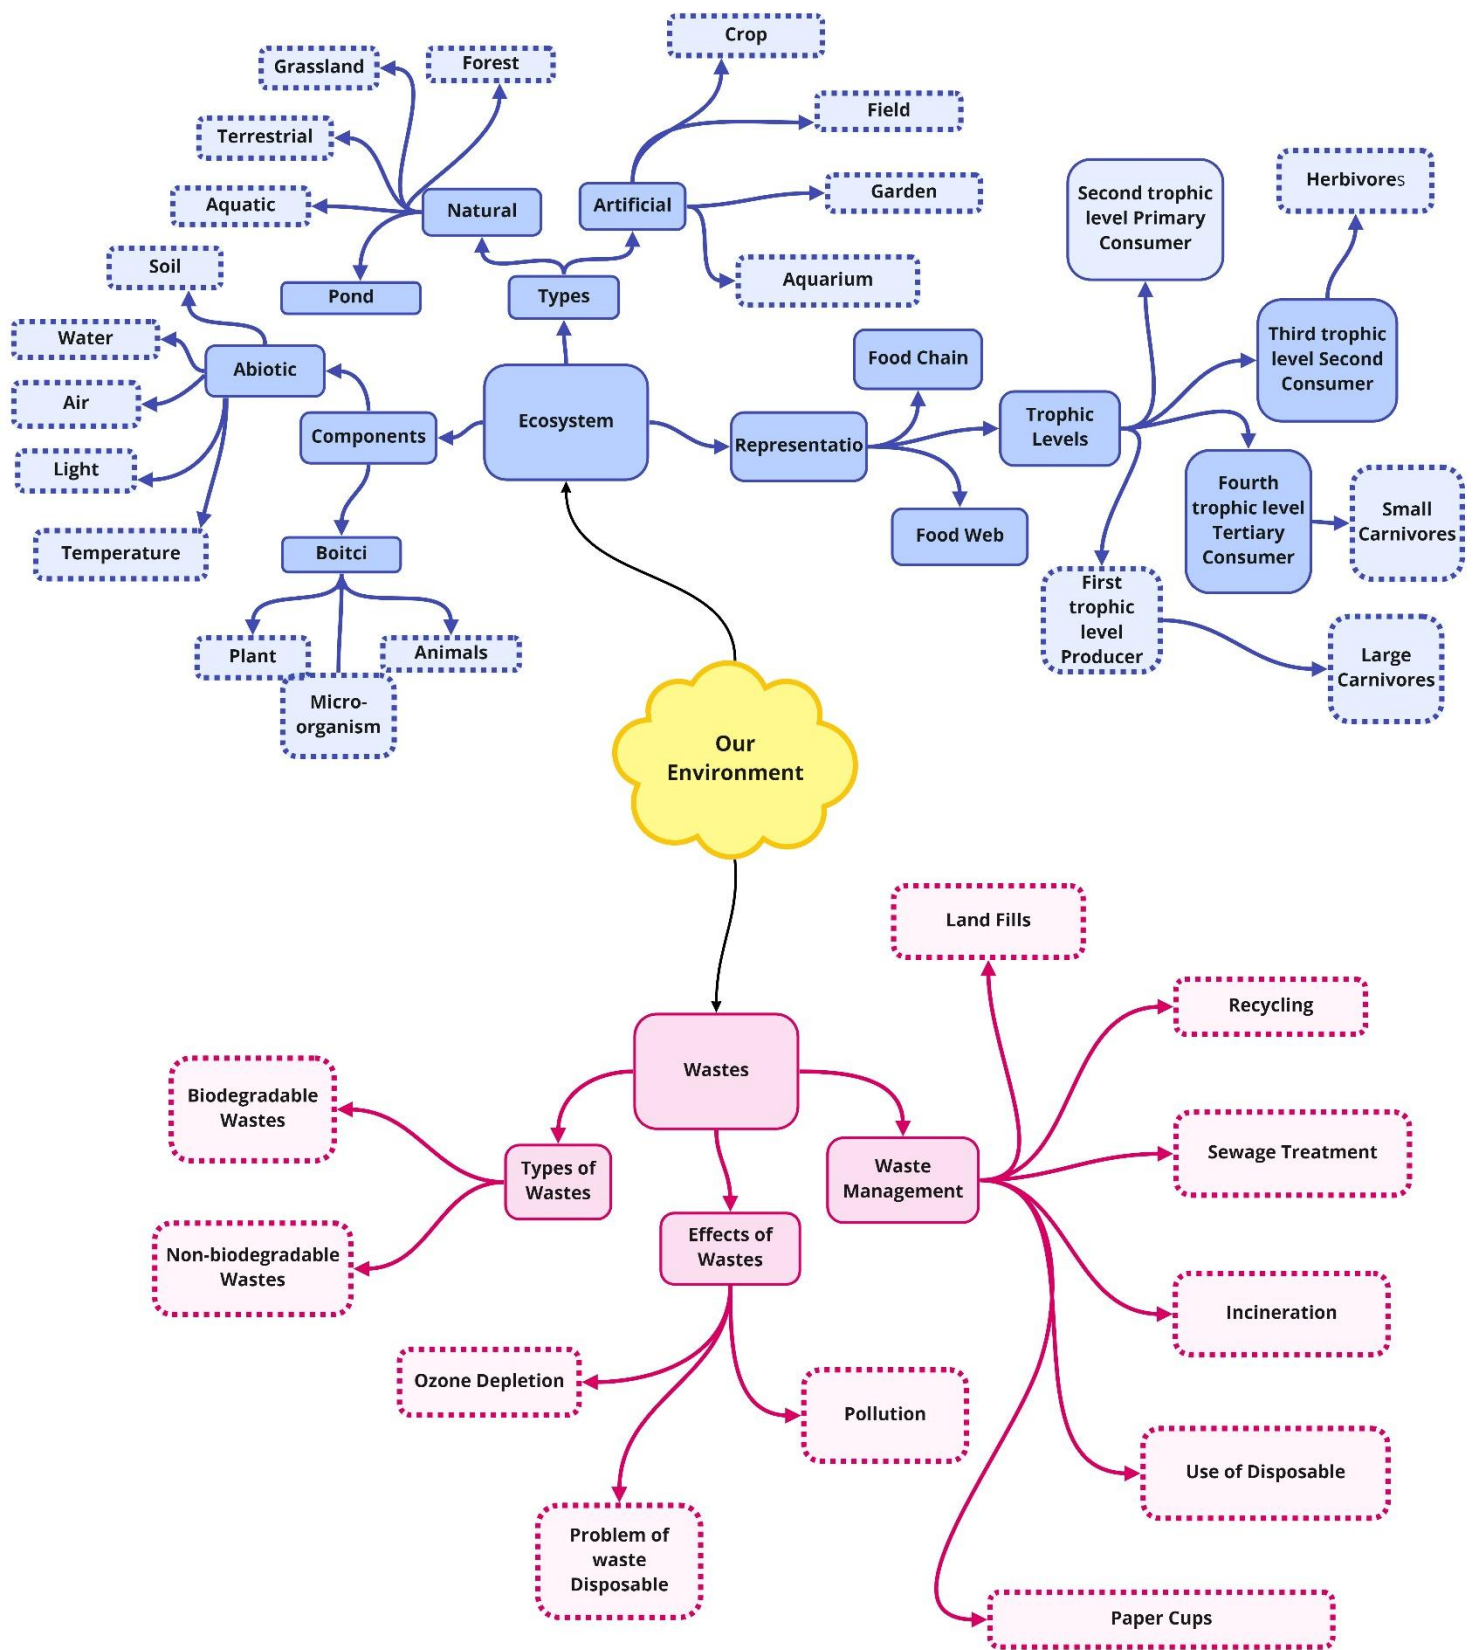 Crop
Grassland
Forest
Field
Terrestrial
Natural
Artificial
Garden
Second trophic
level Primary
Consumer
Herbivores
Aquatic
Soil
Pond
Types
Aquarium
Water
Abiotic
Food Chain
Third trophic
level Second
Consumer
Air
Components
Ecosystem
Representatio
Trophic
Levels
Light
Temperature
Boitci
Food Web
Fourth
trophic level
Tertiary
Consumer
Small
Carnivores
Plant
Animals
Micro-
organism
First
trophic
level
Producer
Large
Carnivores
Our
Environment
Land Fills
Recycling
Wastes
Biodegradable
Wastes
Types of
Wastes
Waste
Management
Sewage Treatment
Non-biodegradable
Wastes
Effects of
Wastes
Incineration
Ozone Depletion
Pollution
Use of Disposable
Problem of
waste
Disposable
Paper Cups